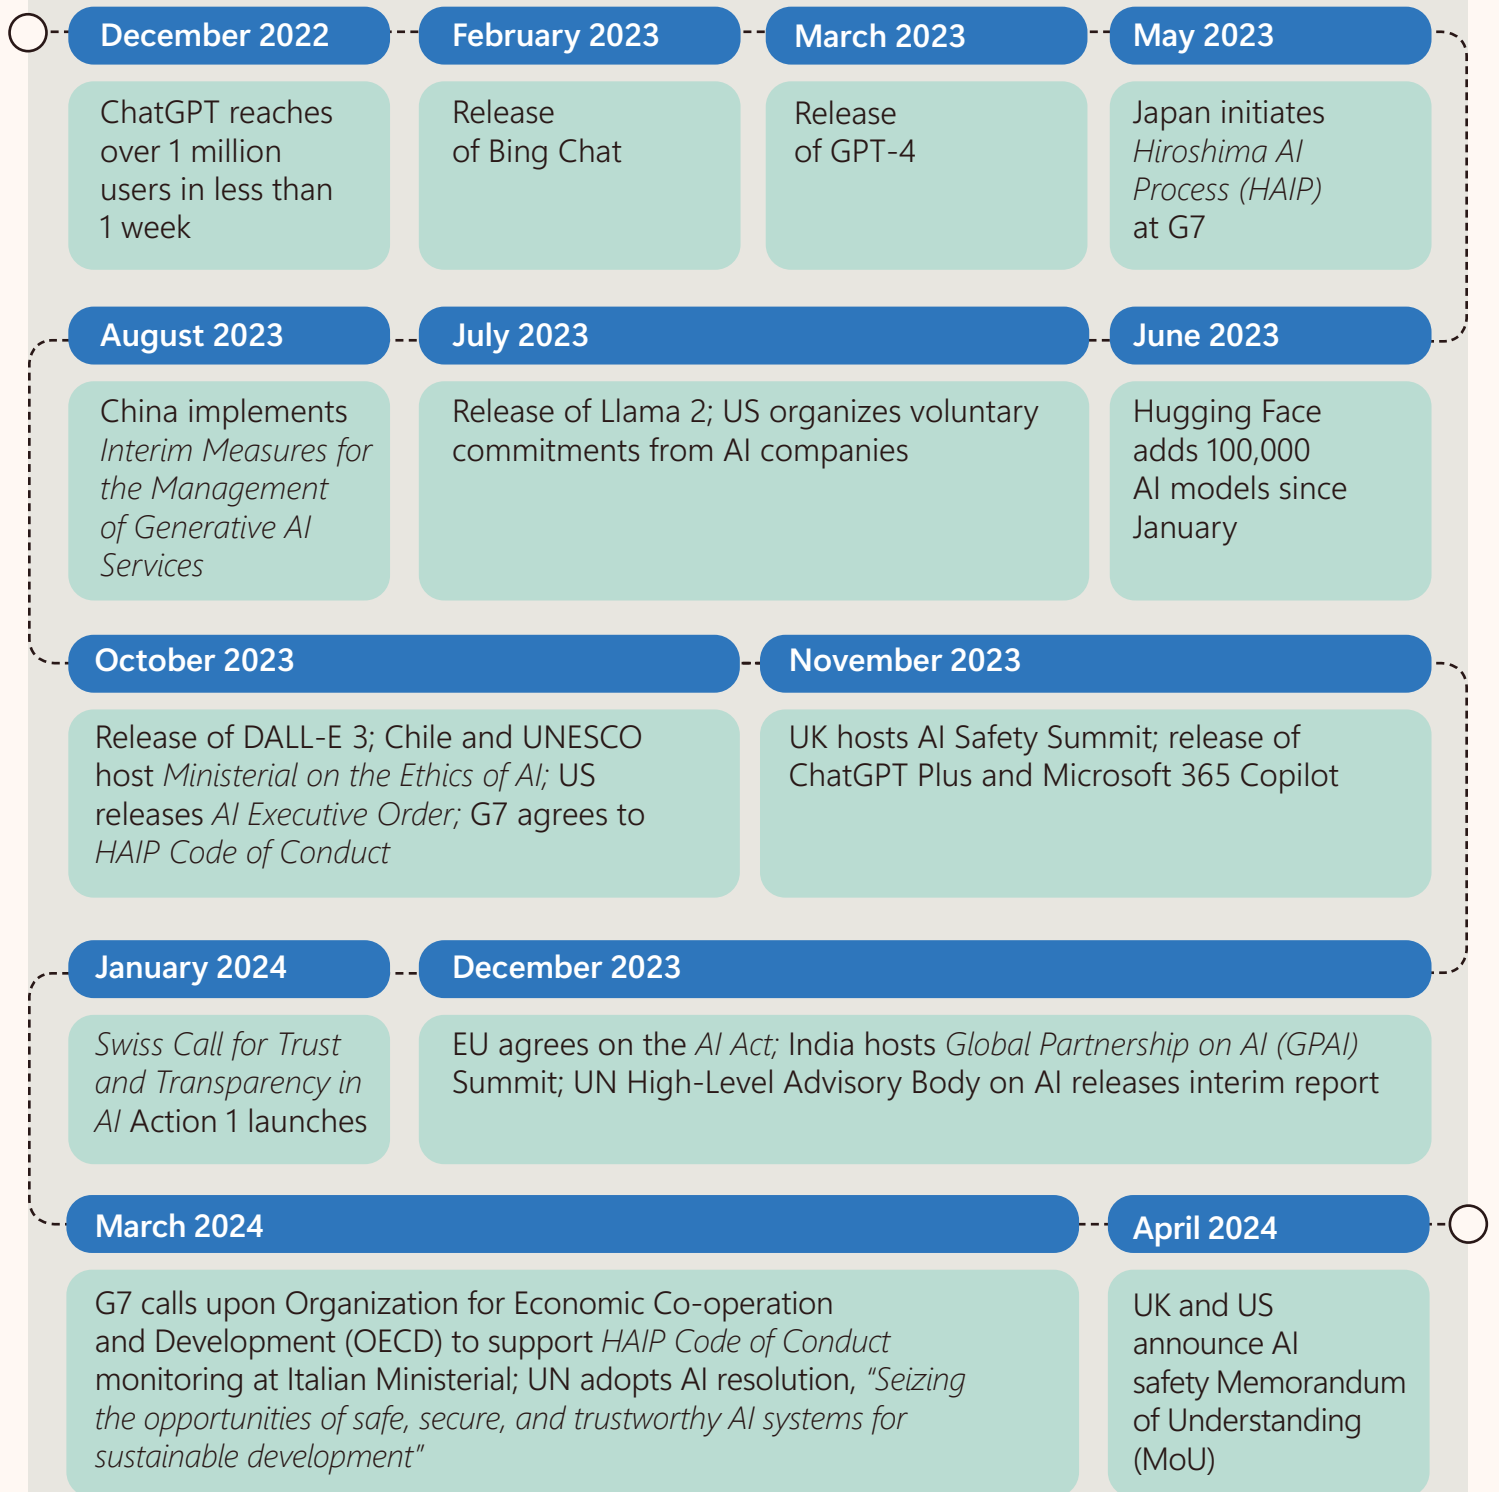 December 2022
ChatGPT reaches
over 1 million
users in less than
1 week
February 2023
Release
of Bing Chat
March 2023
Release
of GPT-4
May 2023
Japan initiates
Hiroshima AI
Process (HAIP)
at G7
June 2023
Hugging Face
adds 100,000
AI models since
January
July 2023
Release of Llama 2; US organizes voluntary
commitments from AI companies
August 2023
China implements
Interim Measures for
the Management
of Generative AI
Services
October 2023
Release of DALL-E 3; Chile and UNESCO
host Ministerial on the Ethics of AI; US
releases AI Executive Order; G7 agrees to
HAIP Code of Conduct
November 2023
UK hosts AI Safety Summit; release of
ChatGPT Plus and Microsoft 365 Copilot
December 2023
EU agrees on the AI Act; India hosts Global Partnership on AI (GPAI)
Summit; UN High-Level Advisory Body on AI releases interim report
January 2024
Swiss Call for Trust
and Transparency in
AI Action 1 launches
March 2024
G7 calls upon Organization for Economic Co-operation
and Development (OECD) to support HAIP Code of Conduct
monitoring at Italian Ministerial; UN adopts AI resolution, "Seizing
the opportunities of safe, secure, and trustworthy AI systems for
sustainable development"
April 2024
UK and US
announce AI
safety Memorandum
of Understanding
(MoU)